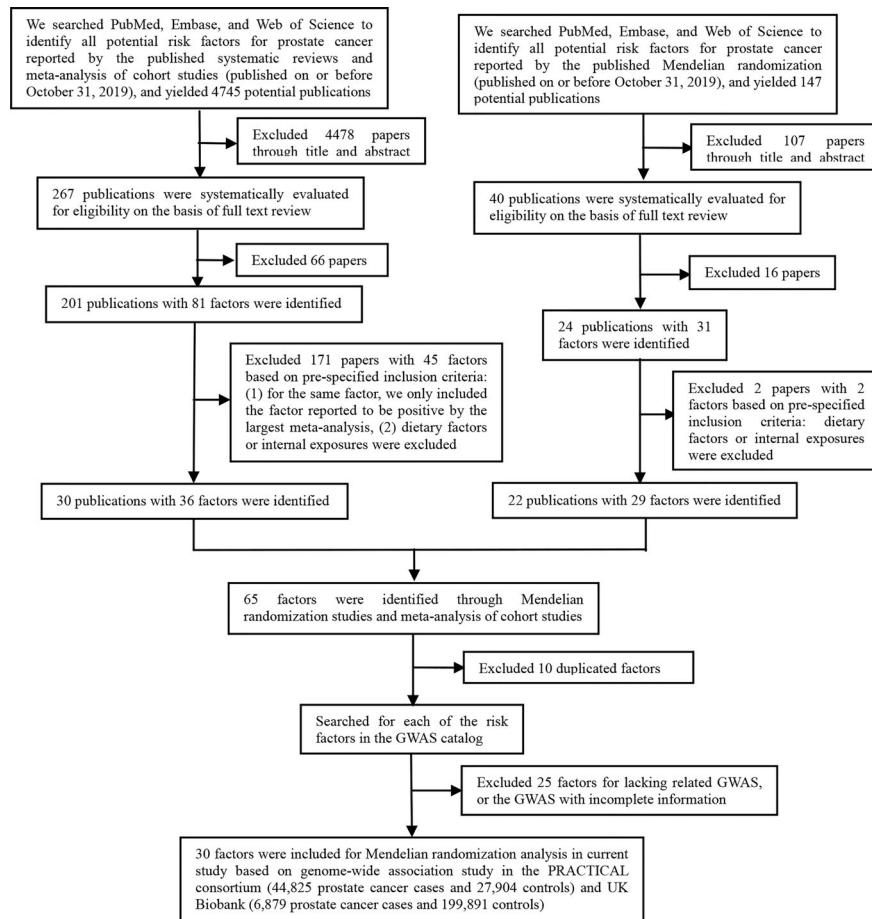 We searched PubMed, Embase, and Web of Science to
identify all potential risk factors for prostate cancer
reported by the published systematic reviews and
meta-analysis of cohort studies (published on or before
October 31, 2019), and yielded 4745 potential publications
We searched PubMed, Embase, and Web of Science to
identify all potential risk factors for prostate cancer
reported by the published Mendelian randomization
(published on or before October 31, 2019), and yielded 147
potential publications
Excluded 4478 papers
through title and abstract
Excluded 107 papers
through title and abstract
267 publications were systematically evaluated
for eligibility on the basis of full text review
40 publications were systematically evaluated for
eligibility on the basis of full text review
Excluded 66 papers
Excluded 16 papers
201 publications with 81 factors were identified
24 publications with 31
factors were identified
Excluded 171 papers with 45 factors
based on pre-specified inclusion criteria:
(1) for the same factor, we only included
the factor reported to be positive by the
largest meta-analysis, (2) dietary factors
or internal exposures were excluded
Excluded 2 papers with 2
factors based on pre-specified
inclusion criteria: dietary
factors or internal exposures
were excluded
30 publications with 36 factors were identified
22 publications with 29 factors were identified
65 factors were identified through Mendelian
randomization studies and meta-analysis of cohort studies
Excluded 10 duplicated factors
Searched for each of the risk
factors in the GWAS catalog
Excluded 25 factors for lacking related GWAS,
or the GWAS with incomplete information
30 factors were included for Mendelian randomization analysis in current
study based on genome-wide association study in the PRACTICAL
consortium (44,825 prostate cancer cases and 27,904 controls) and UK
Biobank (6,879 prostate cancer cases and 199,891 controls)